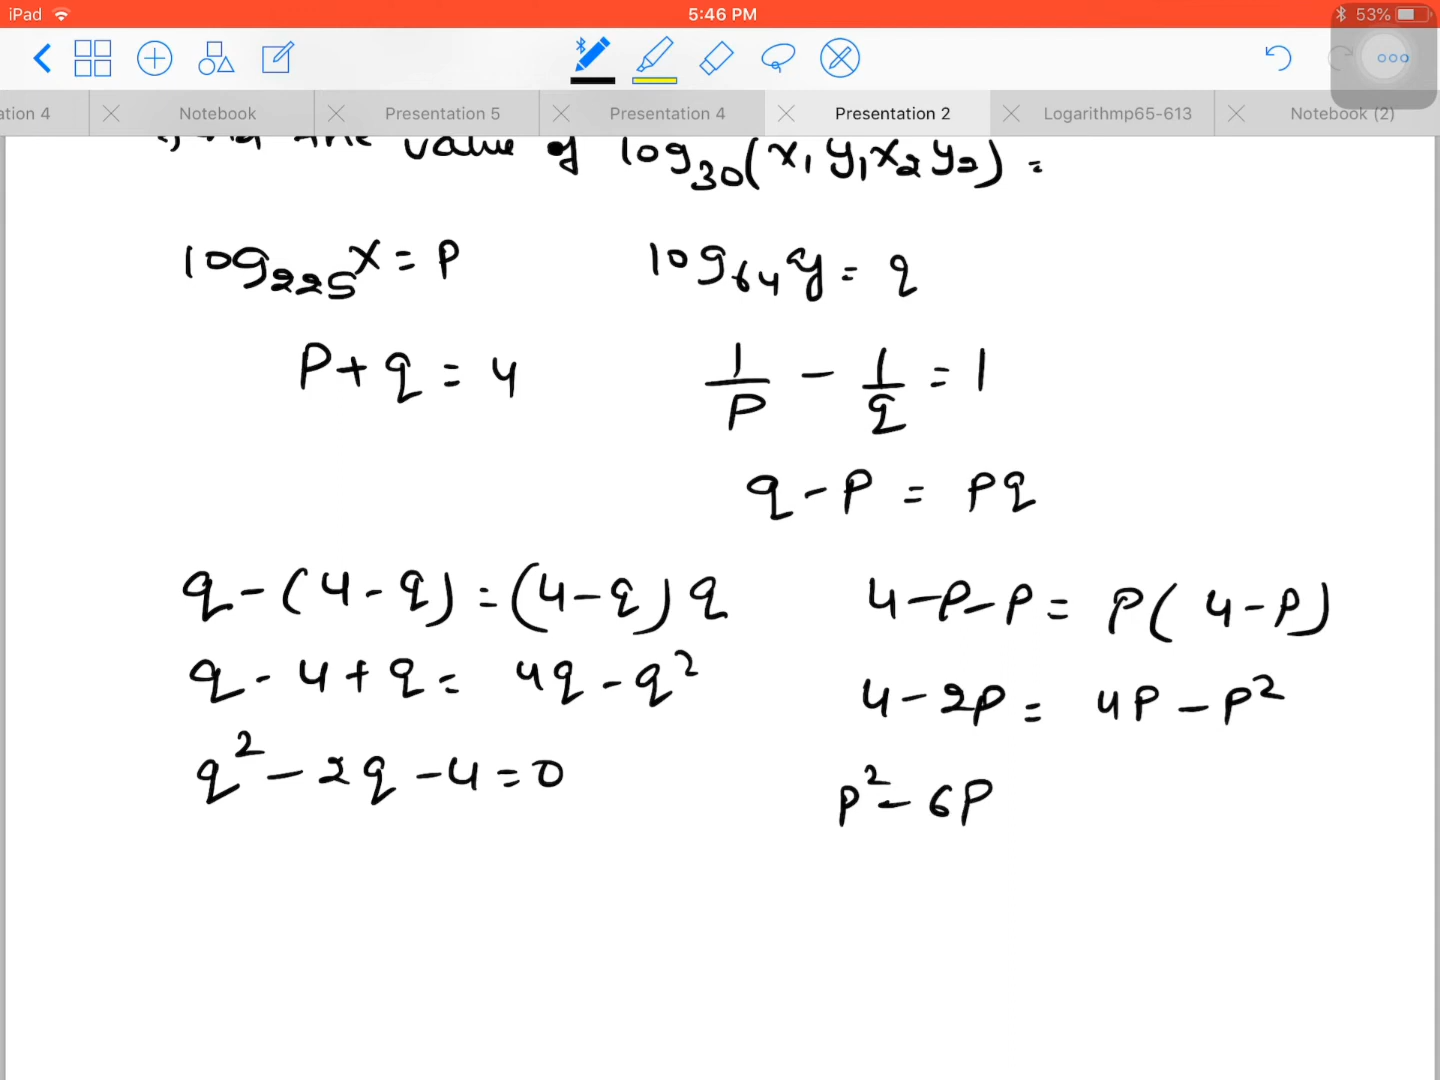 iPad 5:46 PM 53%
ation 4 Notebook Presentation 5 Presentation 4 Presentation 2 Logarithmp65-613 Notebook (2)
the value of log₃₀(x₁y₁x₂y₂) =
log₂₂₅x = P log₆₄y = q
P + q = 4 1/P - 1/q = 1
q - P = Pq
q - (4 - q) = (4 - q) q 4 - P - P = P(4 - P)
q - 4 + q = 4q - q² 4 - 2P = 4P - P²
q² - 2q - 4 = 0 P² - 6P